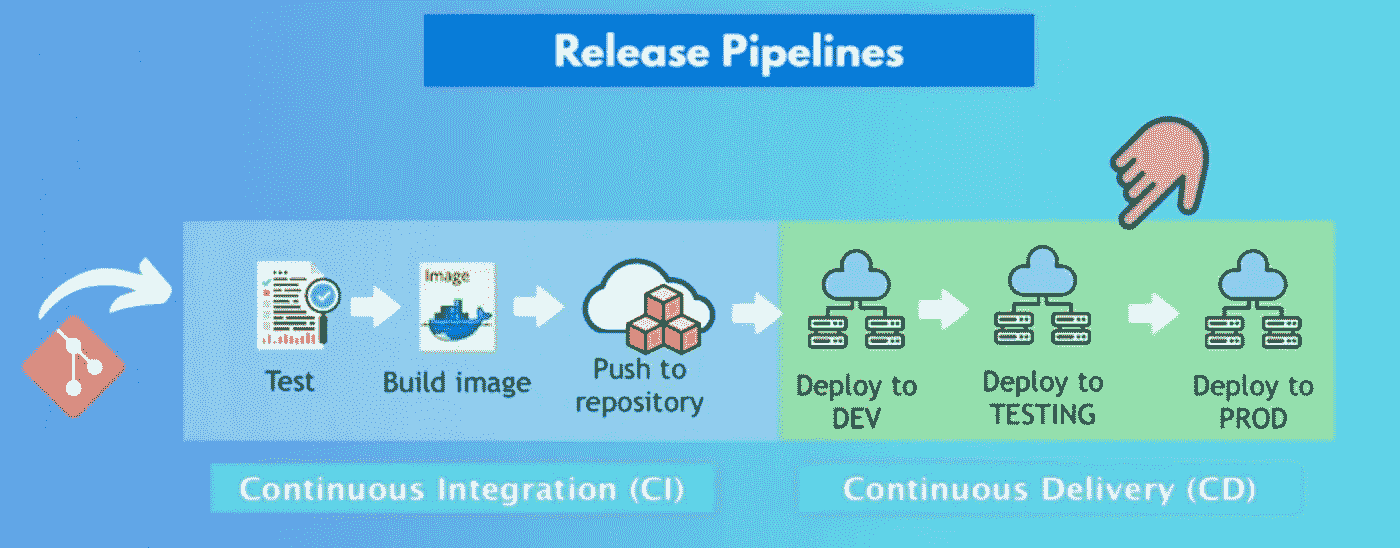 Release Pipelines
Image
Test
Build image
Push to
repository
Deploy to
DEV
Deploy to
TESTING
Deploy to
PROD
Continuous Integration (CI)
Continuous Delivery (CD)